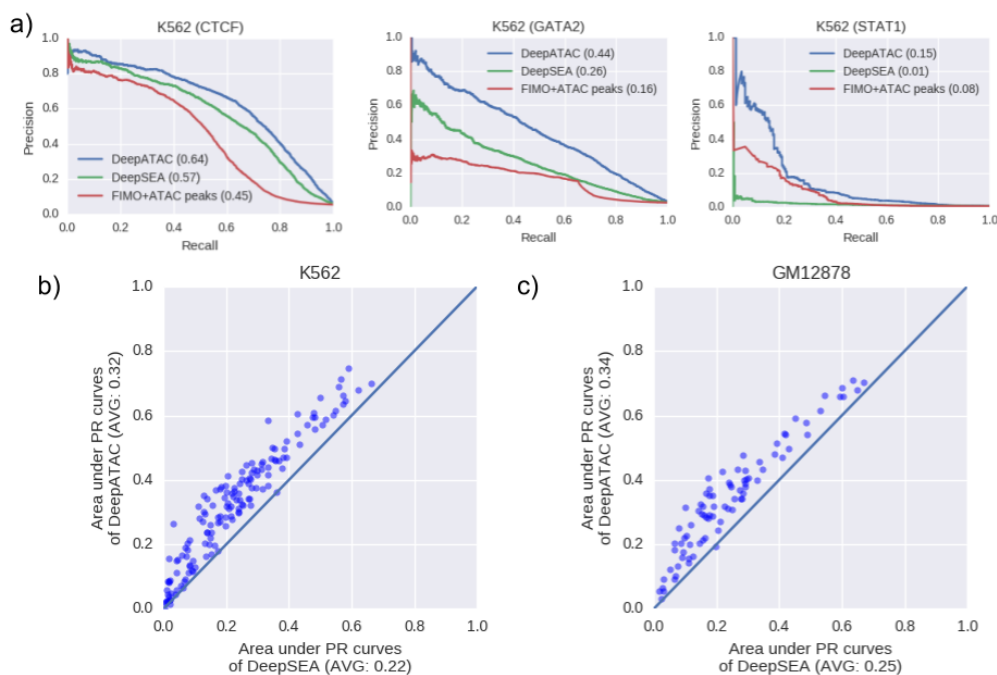 a)
K562 (CTCF)
1.0
0.8
0.6
0.4
0.2
0.0
Precision
DeepATAC (0.64)
DeepSEA (0.57)
FIMO+ATAC peaks (0.45)
0.0 0.2 0.4 0.6 0.8 1.0
Recall
K562 (GATA2)
1.0
0.8
0.6
0.4
0.2
0.0
Precision
DeepATAC (0.44)
DeepSEA (0.26)
FIMO+ATAC peaks (0.16)
0.0 0.2 0.4 0.6 0.8 1.0
Recall
K562 (STAT1)
1.0
0.8
0.6
0.4
0.2
0.0
Precision
DeepATAC (0.15)
DeepSEA (0.01)
FIMO+ATAC peaks (0.08)
0.0 0.2 0.4 0.6 0.8 1.0
Recall
b)
K562
1.0
0.8
0.6
0.4
0.2
0.0
Area under PR curves
of DeepATAC (AVG: 0.32)
0.0 0.2 0.4 0.6 0.8 1.0
Area under PR curves
of DeepSEA (AVG: 0.22)
c)
GM12878
1.0
0.8
0.6
0.4
0.2
0.0
Area under PR curves
of DeepATAC (AVG: 0.34)
0.0 0.2 0.4 0.6 0.8 1.0
Area under PR curves
of DeepSEA (AVG: 0.25)